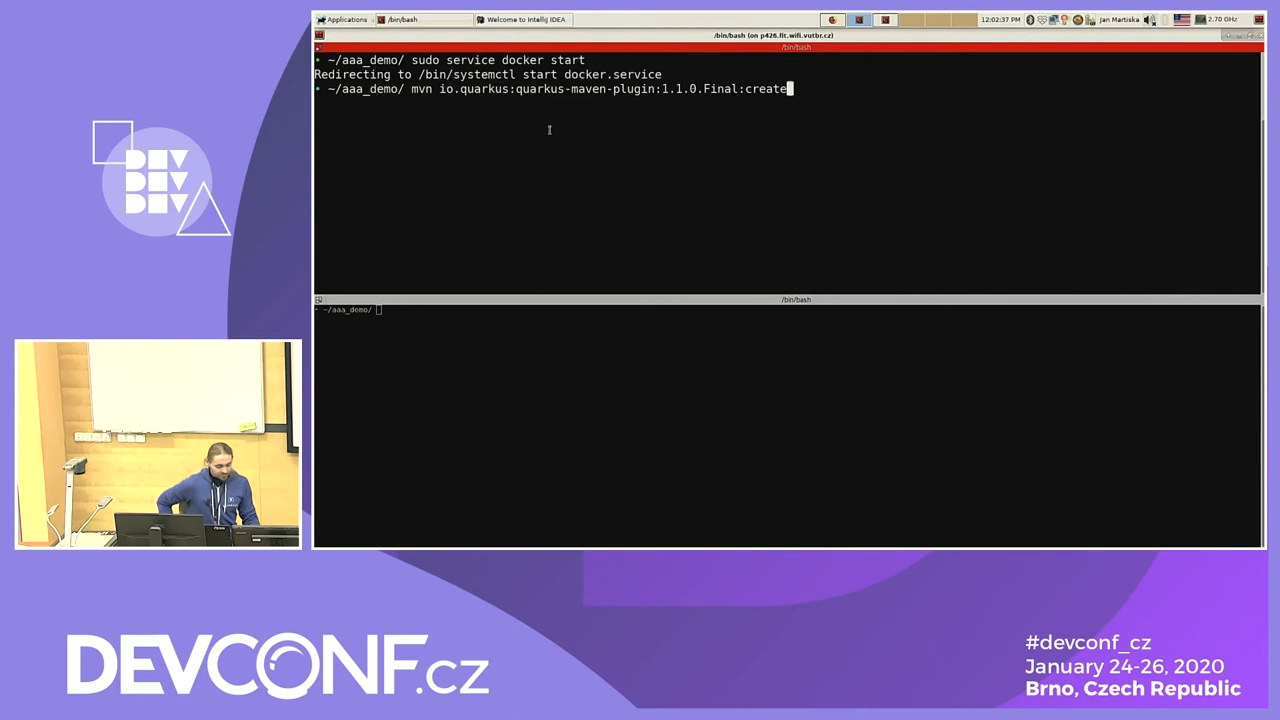 Applications
/bin/bash
Welcome to IntelliJ IDEA
12:02:37 PM
Jan Martiska
2.70 GHz
/bin/bash (on p426.fit.wifi.vutbr.cz)
/bin/bash
• ~/aaa_demo/ sudo service docker start
Redirecting to /bin/systemctl start docker.service
• ~/aaa_demo/ mvn io.quarkus:quarkus-maven-plugin:1.1.0.Final:create
/bin/bash
• ~/aaa_demo/
DEV
DEV
DEV
DEVCONF.cz
#devconf_cz
January 24-26, 2020
Brno, Czech Republic